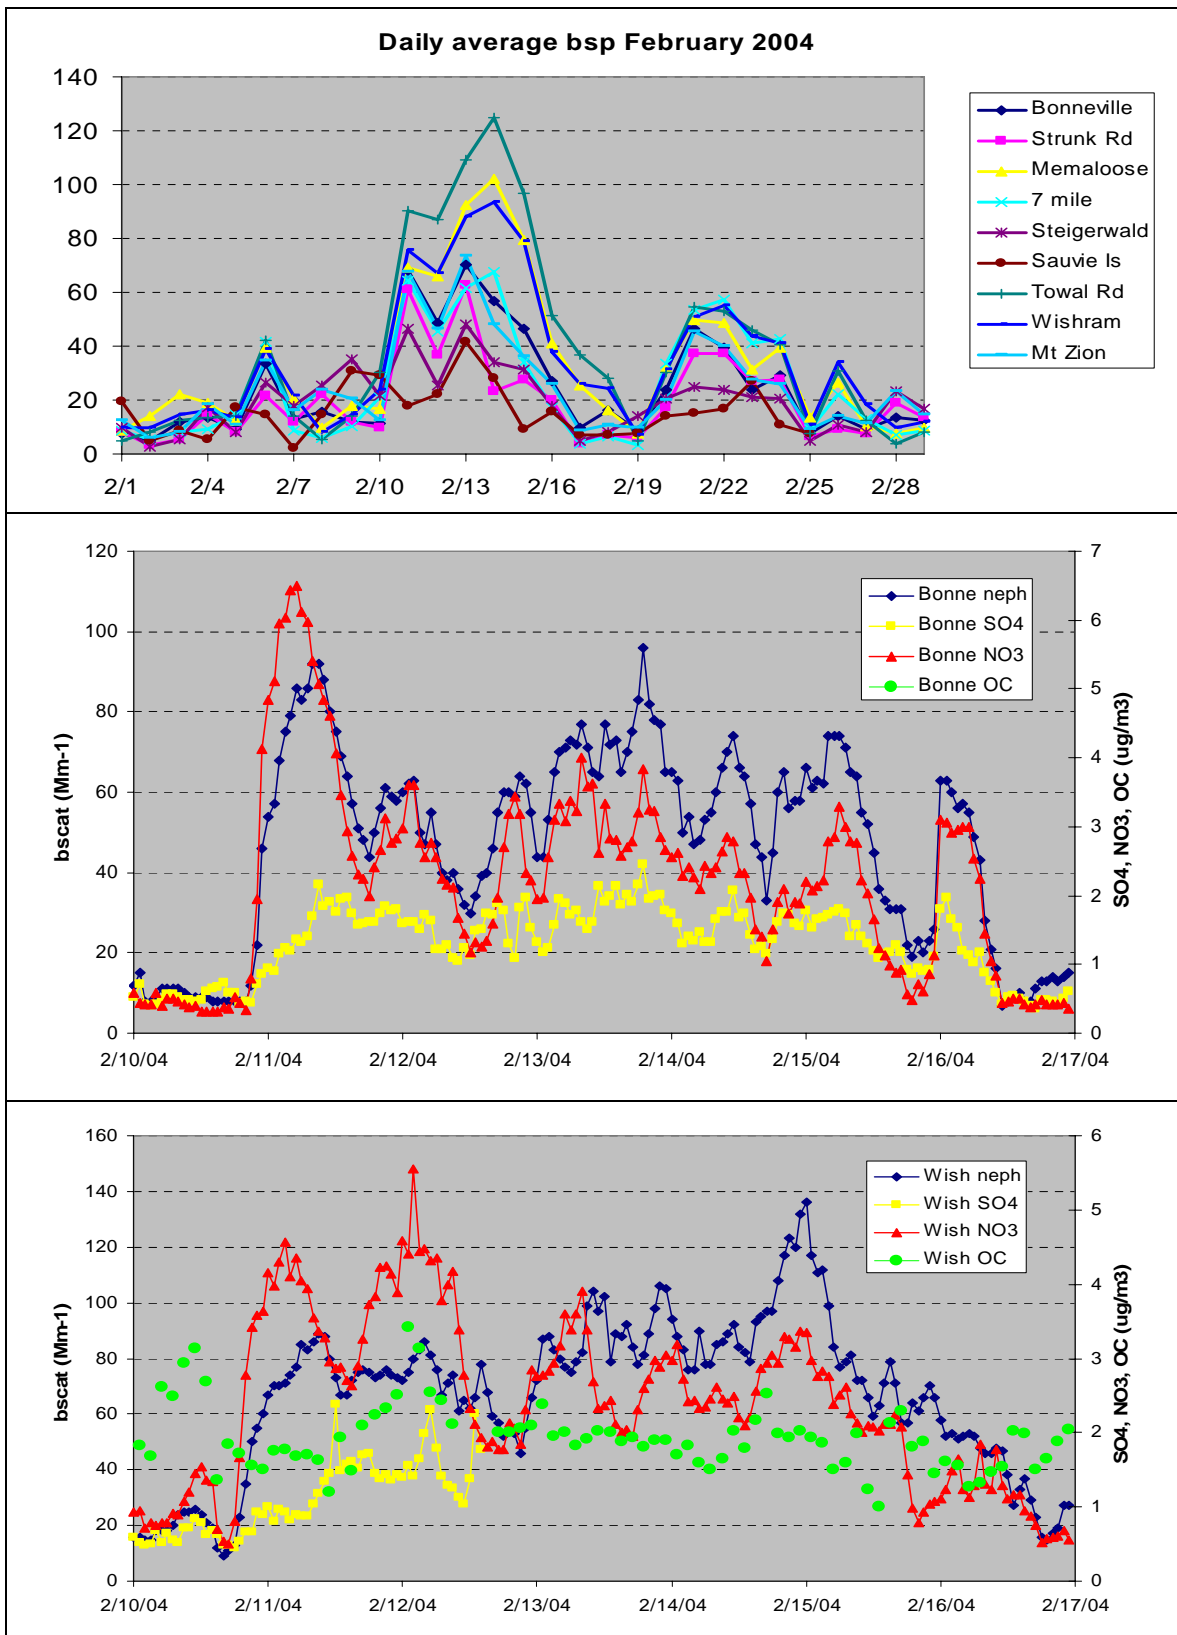 Daily average bsp February 2004
140
120
100
80
60
40
20
0
2/1 2/4 2/7 2/10 2/13 2/16 2/19 2/22 2/25 2/28
Bonneville
Strunk Rd
Memaloose
7 mile
Steigerwald
Sauvie Is
Towal Rd
Wishram
Mt Zion
bscat (Mm-1)
120
100
80
60
40
20
0
2/10/04 2/11/04 2/12/04 2/13/04 2/14/04 2/15/04 2/16/04 2/17/04
Bonne neph
Bonne SO4
Bonne NO3
Bonne OC
7
6
5
4
3
2
1
0
SO4, NO3, OC (ug/m3)
bscat (Mm-1)
160
140
120
100
80
60
40
20
0
2/10/04 2/11/04 2/12/04 2/13/04 2/14/04 2/15/04 2/16/04 2/17/04
Wish neph
Wish SO4
Wish NO3
Wish OC
6
5
4
3
2
1
0
SO4, NO3, OC (ug/m3)